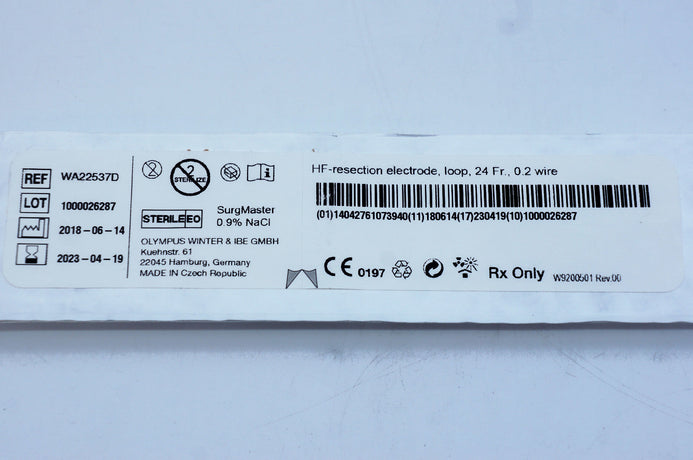 REF WA22537D
LOT 1000026287
2018-06-14
2023-04-19
2
STERILIZE
STERILE EO
SurgMaster
0.9% NaCl
OLYMPUS WINTER & IBE GMBH
Kuehnstr. 61
22045 Hamburg, Germany
MADE IN Czech Republic
HF-resection electrode, loop, 24 Fr., 0.2 wire
(01)14042761073940(11)180614(17)230419(10)1000026287
CE 0197
Rx Only
W9200501 Rev.00